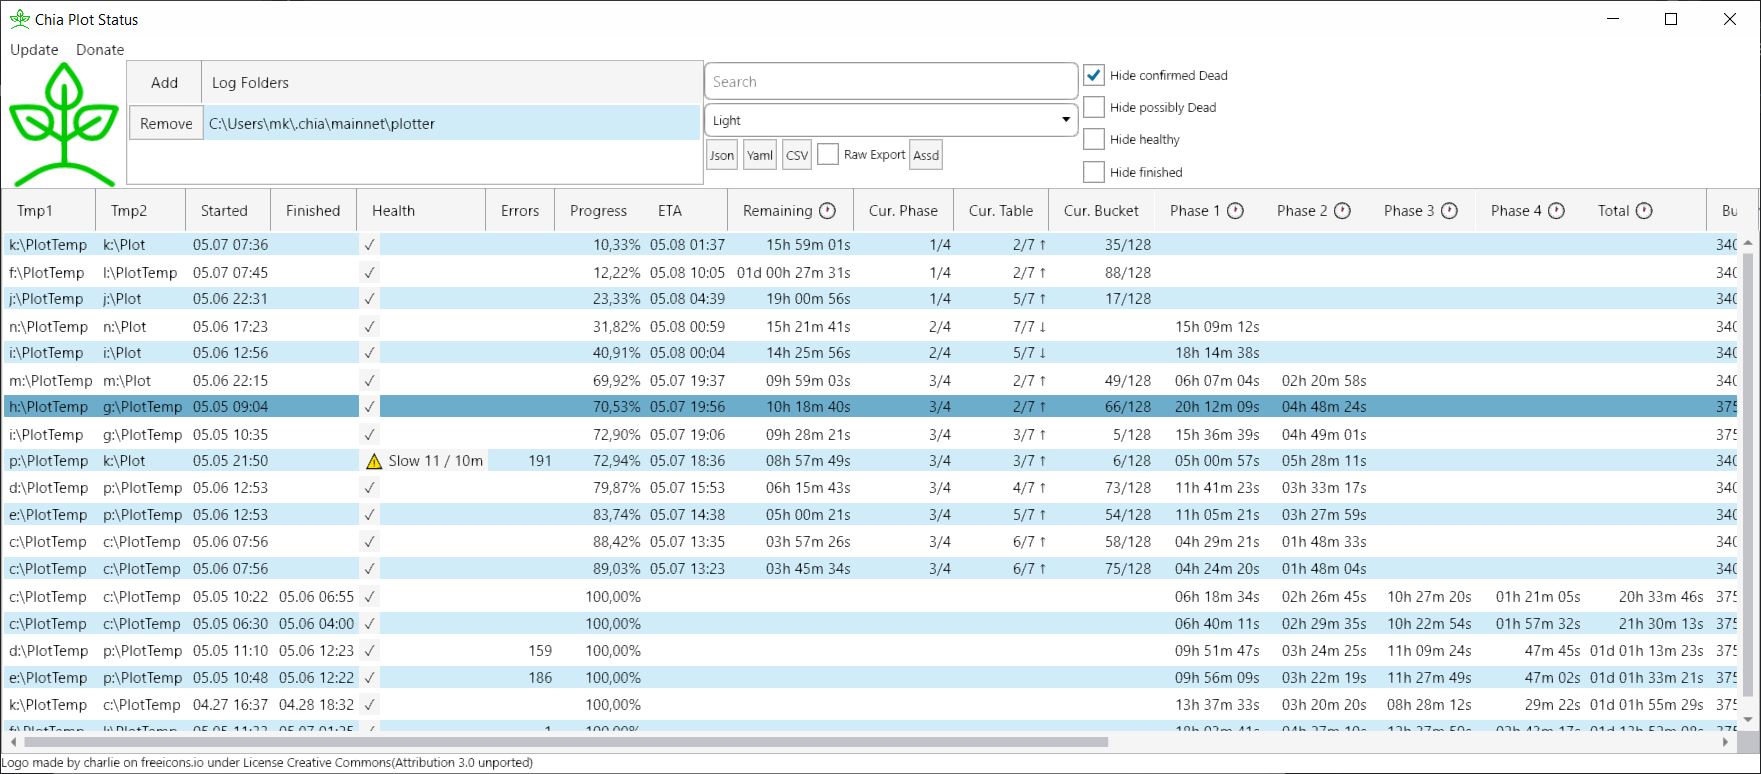 Chia Plot Status
Update Donate
Add Log Folders
Remove C:\Users\mk\.chia\mainnet\plotter
Search
Light
Json Yaml CSV Raw Export Assd
Hide confirmed Dead
Hide possibly Dead
Hide healthy
Hide finished
Tmp1 Tmp2 Started Finished Health Errors Progress ETA Remaining Cur. Phase Cur. Table Cur. Bucket Phase 1 Phase 2 Phase 3 Phase 4 Total Bu
k:\PlotTemp k:\Plot 05.07 07:36 ✓ 10,33% 05.08 01:37 15h 59m 01s 1/4 2/7 ↑ 35/128 340
f:\PlotTemp l:\PlotTemp 05.07 07:45 ✓ 12,22% 05.08 10:05 01d 00h 27m 31s 1/4 2/7 ↑ 88/128 340
j:\PlotTemp j:\Plot 05.06 22:31 ✓ 23,33% 05.08 04:39 19h 00m 56s 1/4 5/7 ↑ 17/128 340
n:\PlotTemp n:\Plot 05.06 17:23 ✓ 31,82% 05.08 00:59 15h 21m 41s 2/4 7/7 ↓ 15h 09m 12s 340
i:\PlotTemp i:\Plot 05.06 12:56 ✓ 40,91% 05.08 00:04 14h 25m 56s 2/4 5/7 ↓ 18h 14m 38s 340
m:\PlotTemp m:\Plot 05.06 22:15 ✓ 69,92% 05.07 19:37 09h 59m 03s 3/4 2/7 ↑ 49/128 06h 07m 04s 02h 20m 58s 340
h:\PlotTemp g:\PlotTemp 05.05 09:04 ✓ 70,53% 05.07 19:56 10h 18m 40s 3/4 2/7 ↑ 66/128 20h 12m 09s 04h 48m 24s 375
i:\PlotTemp g:\PlotTemp 05.05 10:35 ✓ 72,90% 05.07 19:06 09h 28m 21s 3/4 3/7 ↑ 5/128 15h 36m 39s 04h 49m 01s 375
p:\PlotTemp k:\Plot 05.05 21:50 Slow 11 / 10m 191 72,94% 05.07 18:36 08h 57m 49s 3/4 3/7 ↑ 6/128 05h 00m 57s 05h 28m 11s 340
d:\PlotTemp p:\PlotTemp 05.06 12:53 ✓ 79,87% 05.07 15:53 06h 15m 43s 3/4 4/7 ↑ 73/128 11h 41m 23s 03h 33m 17s 340
e:\PlotTemp p:\PlotTemp 05.06 12:53 ✓ 83,74% 05.07 14:38 05h 00m 21s 3/4 5/7 ↑ 54/128 11h 05m 21s 03h 27m 59s 340
c:\PlotTemp c:\PlotTemp 05.06 07:56 ✓ 88,42% 05.07 13:35 03h 57m 26s 3/4 6/7 ↑ 58/128 04h 29m 21s 01h 48m 33s 340
c:\PlotTemp c:\PlotTemp 05.06 07:56 ✓ 89,03% 05.07 13:23 03h 45m 34s 3/4 6/7 ↑ 75/128 04h 24m 20s 01h 48m 04s 340
c:\PlotTemp c:\PlotTemp 05.05 10:22 05.06 06:55 ✓ 100,00% 06h 18m 34s 02h 26m 45s 10h 27m 20s 01h 21m 05s 20h 33m 46s 375
c:\PlotTemp c:\PlotTemp 05.05 06:30 05.06 04:00 ✓ 100,00% 06h 40m 11s 02h 29m 35s 10h 22m 54s 01h 57m 32s 21h 30m 13s 375
d:\PlotTemp p:\PlotTemp 05.05 11:10 05.06 12:23 ✓ 159 100,00% 09h 51m 47s 03h 24m 25s 11h 09m 24s 47m 45s 01d 01h 13m 23s 375
e:\PlotTemp p:\PlotTemp 05.05 10:48 05.06 12:22 ✓ 186 100,00% 09h 56m 09s 03h 22m 19s 11h 27m 49s 47m 02s 01d 01h 33m 21s 375
k:\PlotTemp c:\PlotTemp 04.27 16:37 04.28 18:32 ✓ 100,00% 13h 37m 33s 03h 20m 20s 08h 28m 12s 29m 22s 01d 01h 55m 29s 340
Logo made by charlie on freeicons.io under License Creative Commons(Attribution 3.0 unported)